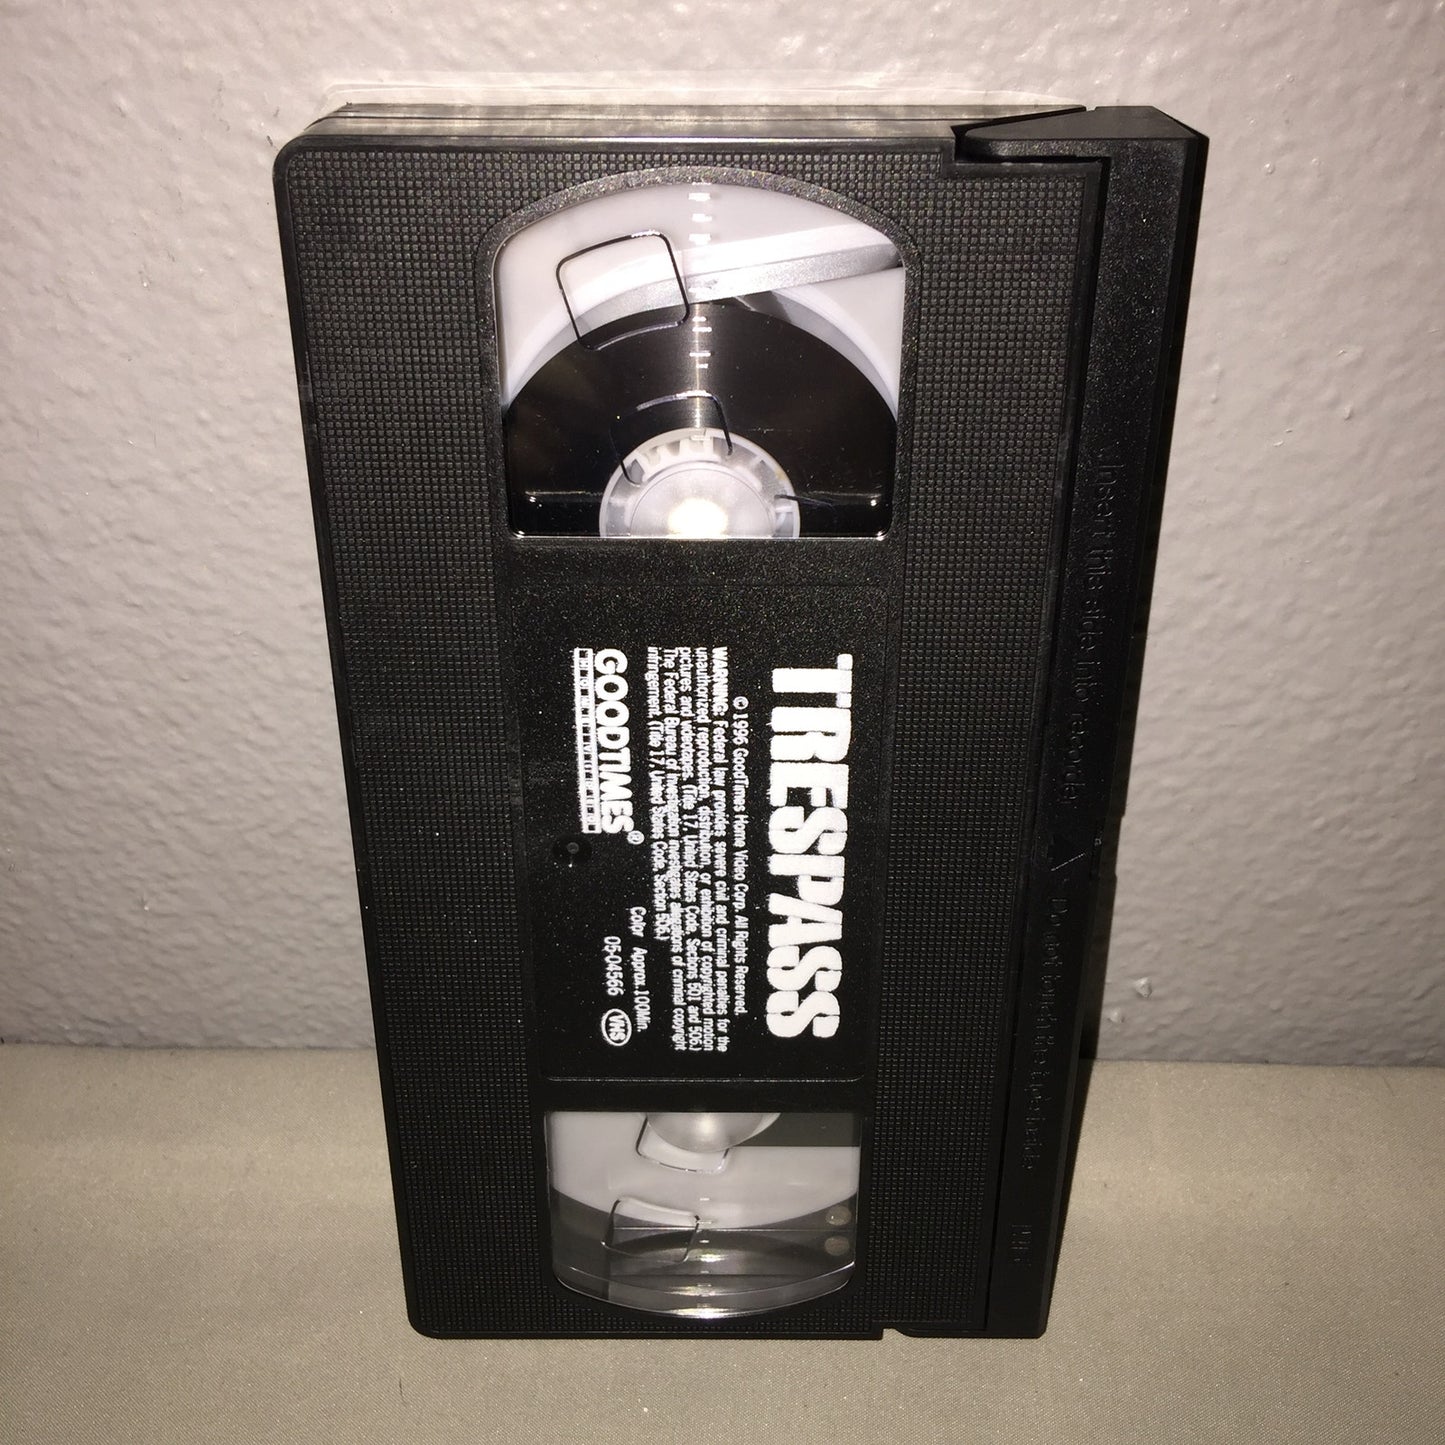 TRESPASS
© 1996 GoodTimes Home Video Corp. All Rights Reserved.
WARNING: Federal law provides severe civil and criminal penalties for the
unauthorized reproduction, distribution, or exhibition of copyrighted motion
pictures and videotapes, Title 17, United States Code, Sections 501 and 506.)
The Federal Bureau of Investigation investigates allegations of criminal copyright
infringement. (Title 17, United States Code, Section 506.)
GOODTIMES®
HOME VIDEO
Color Approx. 100Min.
05-04566 VHS
Insert this side into recorder △ Do not touch the tape inside